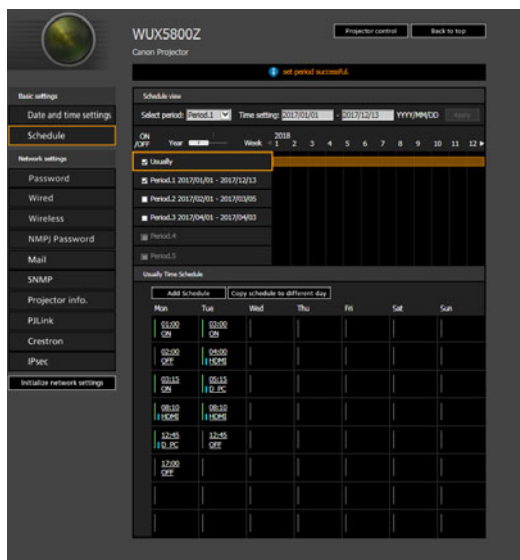 WUX5800Z
Canon Projector
Projector control
Back to top
set period successful.
Basic settings
Date and time settings
Schedule
Network settings
Password
Wired
Wireless
NMPJ Password
Mail
SNMP
Projector info.
PJLink
Crestron
IPsec
Initialize network settings
Schedule view
Select period: Period.1 Time setting: 2017/01/01 - 2017/12/13 YYYY/MM/DD Apply
ON
/OFF Year Week 2018
1 2 3 4 5 6 7 8 9 10 11 12
Usually
Period.1 2017/01/01 - 2017/12/13
Period.2 2017/02/01 - 2017/03/05
Period.3 2017/04/01 - 2017/04/03
Period.4
Period.5
Usually Time Schedule
Add Schedule Copy schedule to different day
Mon Tue Wed Thu Fri Sat Sun
01:00 03:00
ON ON
02:00 04:00
OFF HDMI
03:15 05:15
ON D_PC
08:10 08:10
HDMI HDMI
12:45 12:45
D_PC OFF
17:00
OFF